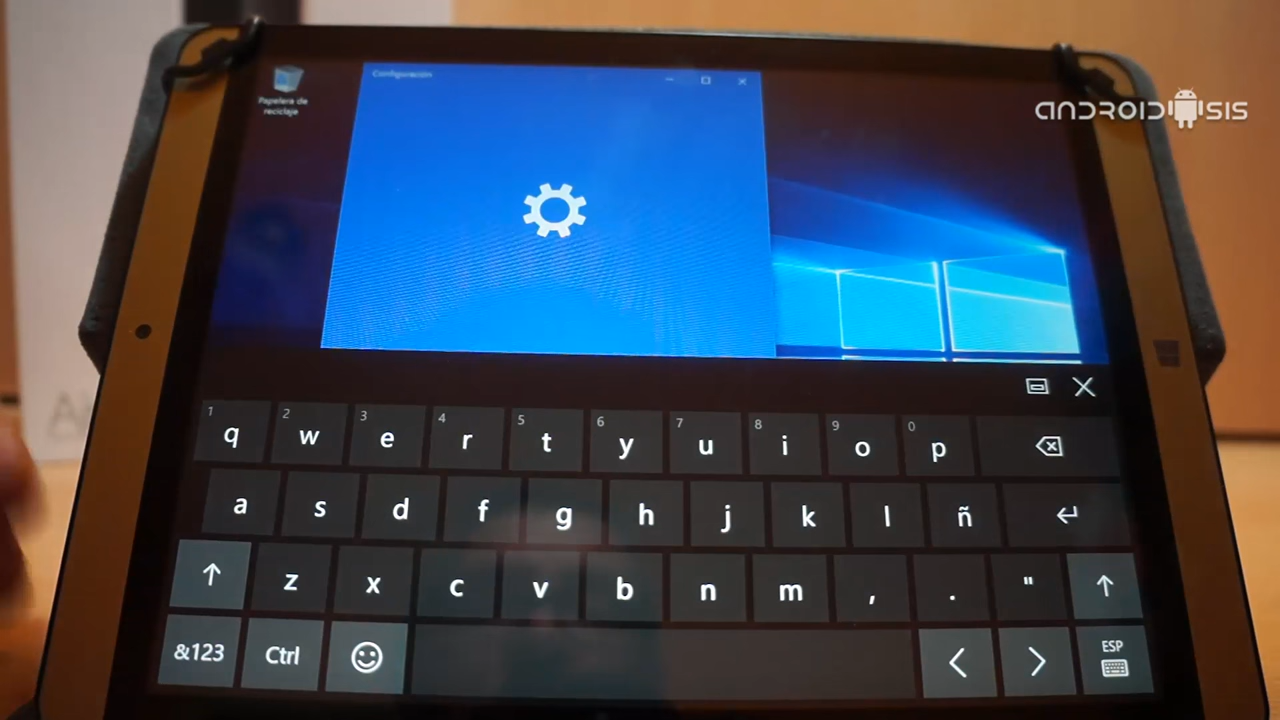 Configuración
Papelera de
reciclaje
ANDROIDSIS
1 2 3 4 5 6 7 8 9 0
q w e r t y u i o p
a s d f g h j k l ñ
z x c v b n m , . "
&123 Ctrl ESP